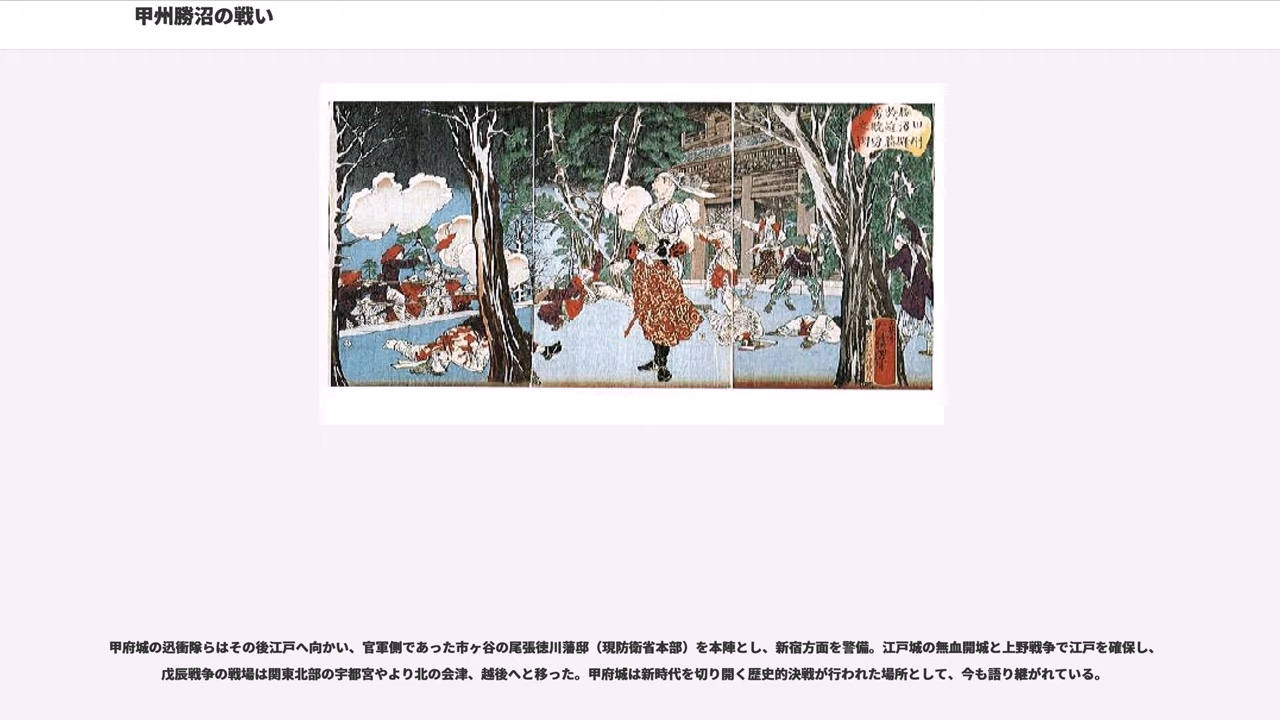 甲州勝沼の戦い
甲府城の迅衝隊らはその後江戸へ向かい、官軍側であった市ヶ谷の尾張徳川藩邸（現防衛省本部）を本陣とし、新宿方面を警備。江戸城の無血開城と上野戦争で江戸を確保し、
戊辰戦争の戦場は関東北部の宇都宮やより北の会津、越後へと移った。甲府城は新時代を切り開く歴史的決戦が行われた場所として、今も語り継がれている。